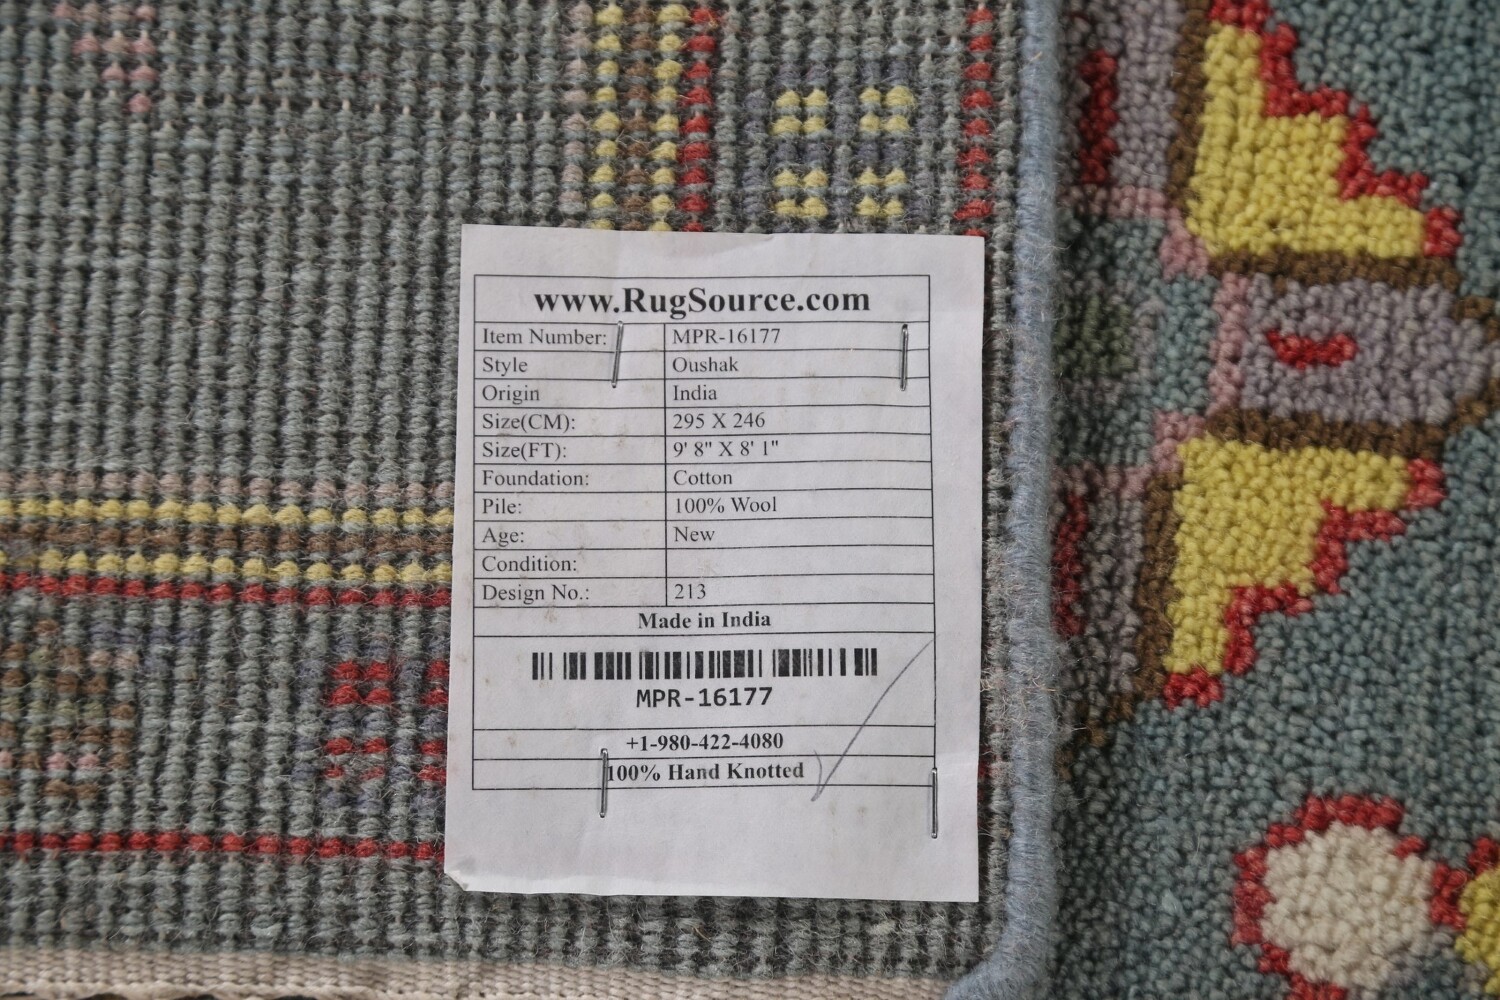 www.RugSource.com
Item Number: MPR-16177
Style Oushak
Origin India
Size(CM): 295 X 246
Size(FT): 9' 8" X 8' 1"
Foundation: Cotton
Pile: 100% Wool
Age: New
Condition:
Design No.: 213
Made in India
MPR-16177
+1-980-422-4080
100% Hand Knotted